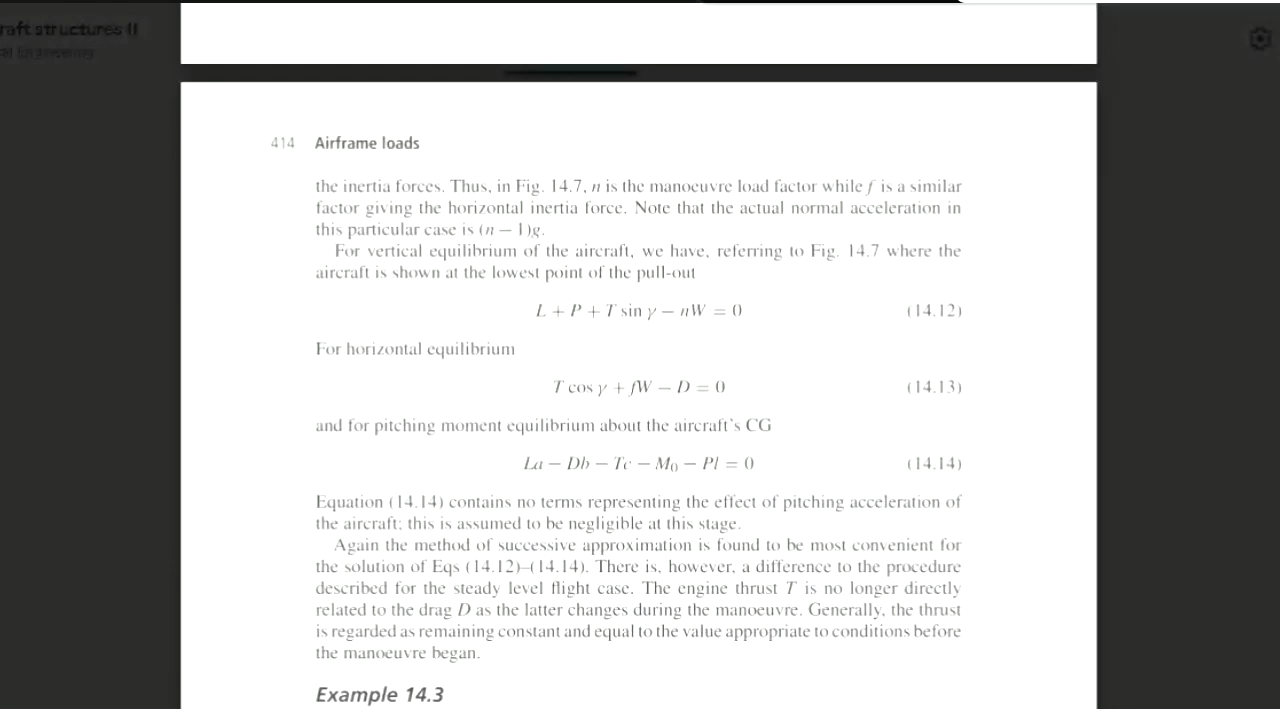 raft structures II
414 Airframe loads
the inertia forces. Thus, in Fig. 14.7, n is the manoeuvre load factor while f is a similar
factor giving the horizontal inertia force. Note that the actual normal acceleration in
this particular case is (n − 1)g.
For vertical equilibrium of the aircraft, we have, referring to Fig. 14.7 where the
aircraft is shown at the lowest point of the pull-out
L + P + T sin γ − nW = 0 (14.12)
For horizontal equilibrium
T cos γ + fW − D = 0 (14.13)
and for pitching moment equilibrium about the aircraft's CG
La − Db − Tc − M₀ − Pl = 0 (14.14)
Equation (14.14) contains no terms representing the effect of pitching acceleration of
the aircraft; this is assumed to be negligible at this stage.
Again the method of successive approximation is found to be most convenient for
the solution of Eqs (14.12)–(14.14). There is, however, a difference to the procedure
described for the steady level flight case. The engine thrust T is no longer directly
related to the drag D as the latter changes during the manoeuvre. Generally, the thrust
is regarded as remaining constant and equal to the value appropriate to conditions before
the manoeuvre began.
Example 14.3